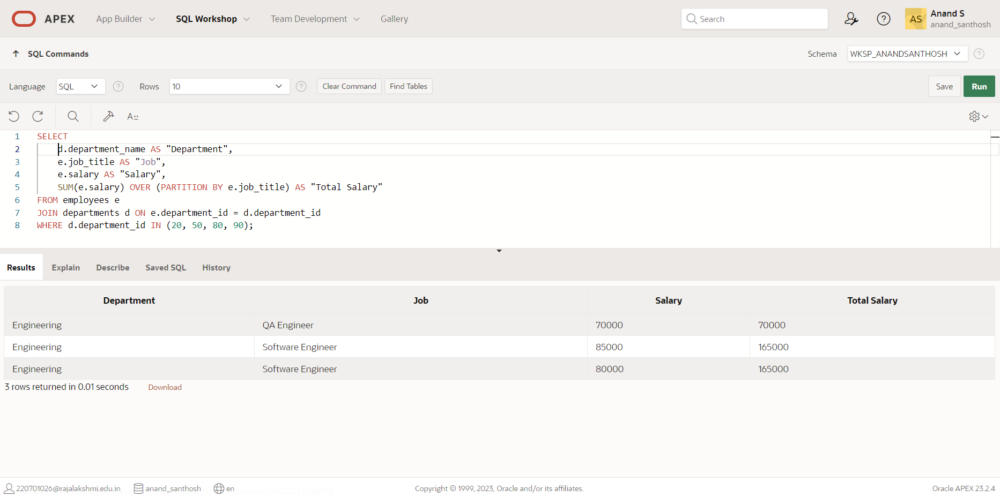 APEX App Builder SQL Workshop Team Development Gallery Search AS Anand S
anand_santhosh
SQL Commands Schema WKSP_ANANDSANTHOSH ?
Language SQL ? Rows 10 ? Clear Command Find Tables Save Run
A::
1 SELECT
2 d.department_name AS "Department",
3 e.job_title AS "Job",
4 e.salary AS "Salary",
5 SUM(e.salary) OVER (PARTITION BY e.job_title) AS "Total Salary"
6 FROM employees e
7 JOIN departments d ON e.department_id = d.department_id
8 WHERE d.department_id IN (20, 50, 80, 90);
Results Explain Describe Saved SQL History
Department Job Salary Total Salary
Engineering QA Engineer 70000 70000
Engineering Software Engineer 85000 165000
Engineering Software Engineer 80000 165000
3 rows returned in 0.01 seconds Download
220701026@rajalakshmi.edu.in anand_santhosh en Copyright © 1999, 2023, Oracle and/or its affiliates. Oracle APEX 23.2.4